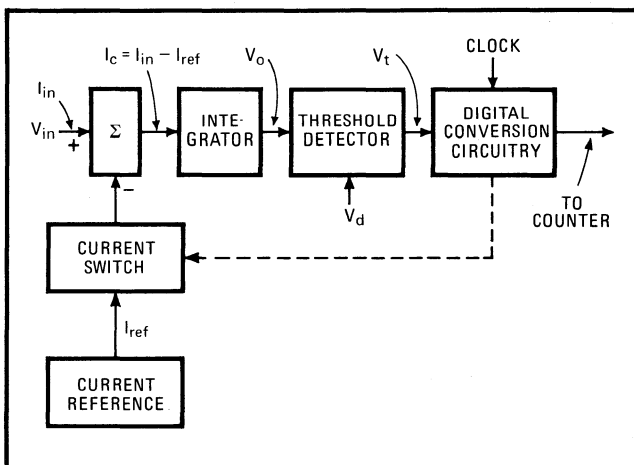 CLOCK
I_c = I_in − I_ref
V_o
V_t
I_in
V_in
+
Σ
INTE-
GRATOR
THRESHOLD
DETECTOR
DIGITAL
CONVERSION
CIRCUITRY
−
V_d
TO
COUNTER
CURRENT
SWITCH
I_ref
CURRENT
REFERENCE